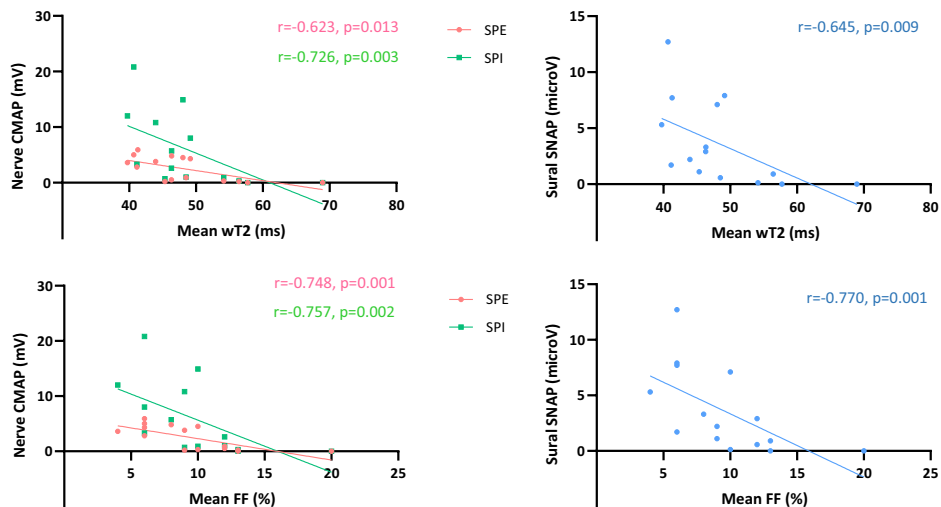 r=-0.623, p=0.013
r=-0.726, p=0.003
SPE
SPI
Nerve CMAP (mV)
30
20
10
0
40
50
60
70
80
Mean wT2 (ms)
r=-0.645, p=0.009
Sural SNAP (microV)
15
10
5
0
40
50
60
70
80
Mean wT2 (ms)
r=-0.748, p=0.001
r=-0.757, p=0.002
SPE
SPI
Nerve CMAP (mV)
30
20
10
0
5
10
15
20
25
Mean FF (%)
r=-0.770, p=0.001
Sural SNAP (microV)
15
10
5
0
5
10
15
20
25
Mean FF (%)